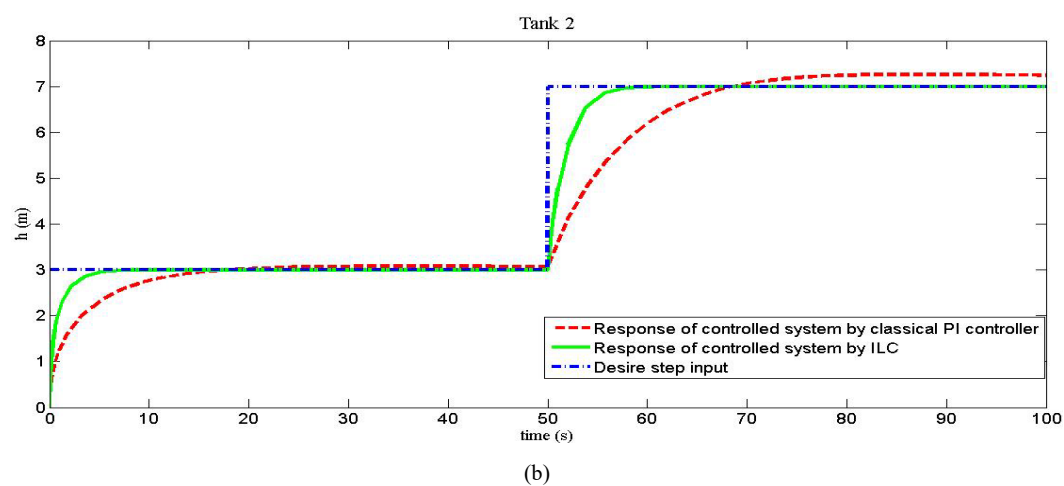 Tank 2
8
7
6
5
4
3
2
1
0
h (m)
Response of controlled system by classical PI controller
Response of controlled system by ILC
Desire step input
0 10 20 30 40 50 60 70 80 90 100
time (s)
(b)